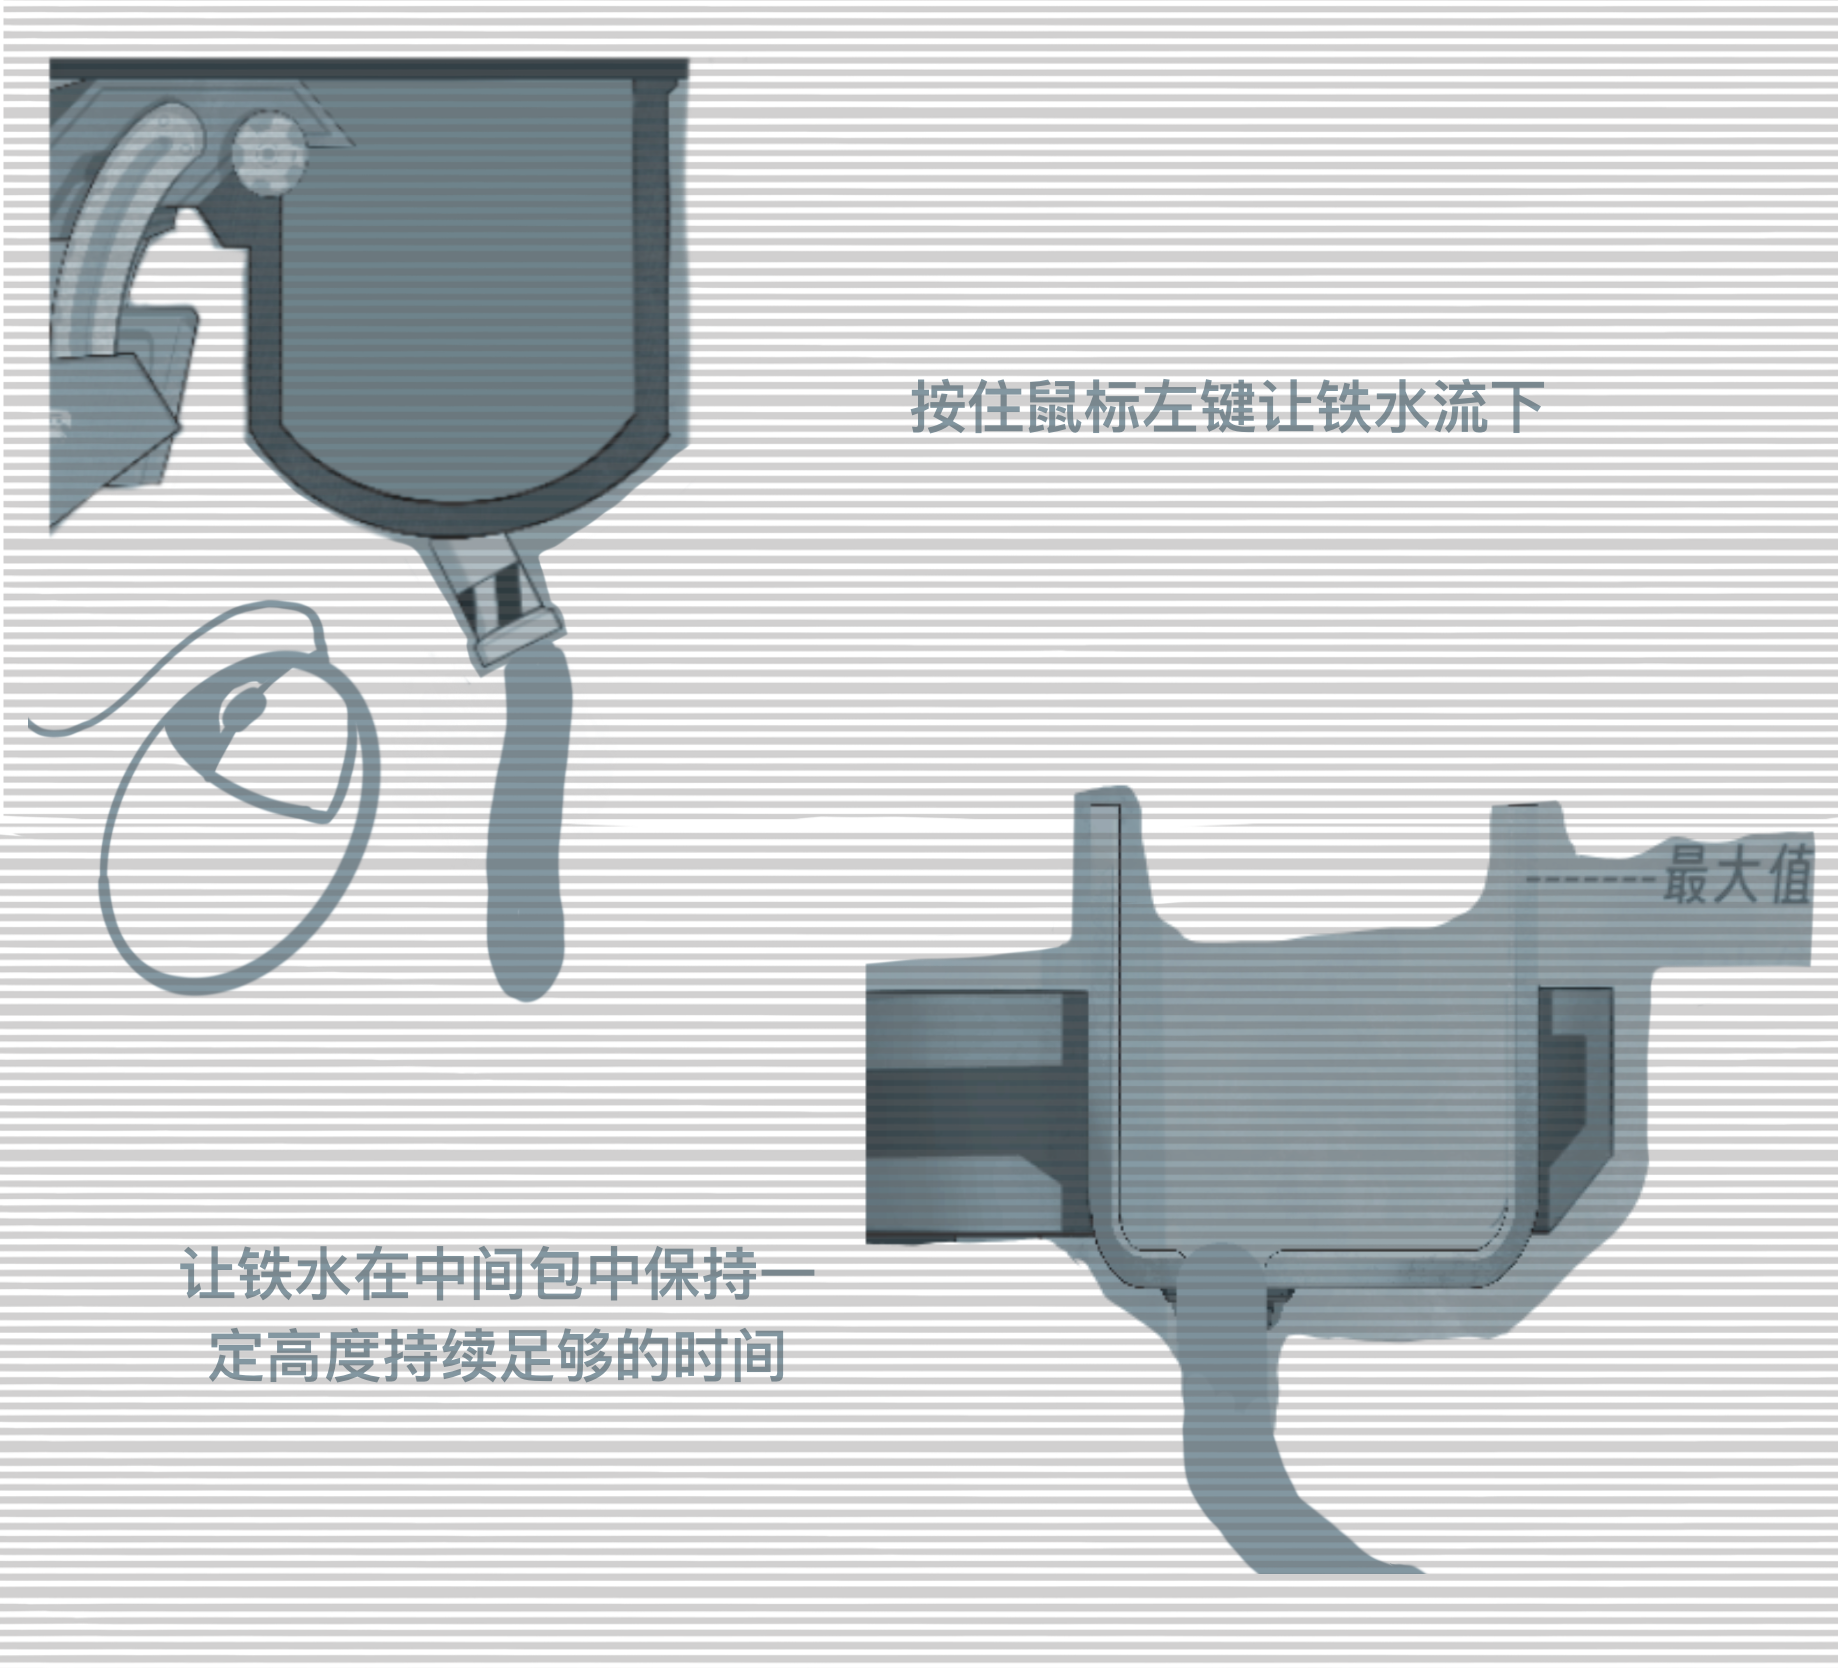 按住鼠标左键让铁水流下
最大值
让铁水在中间包中保持一
定高度持续足够的时间